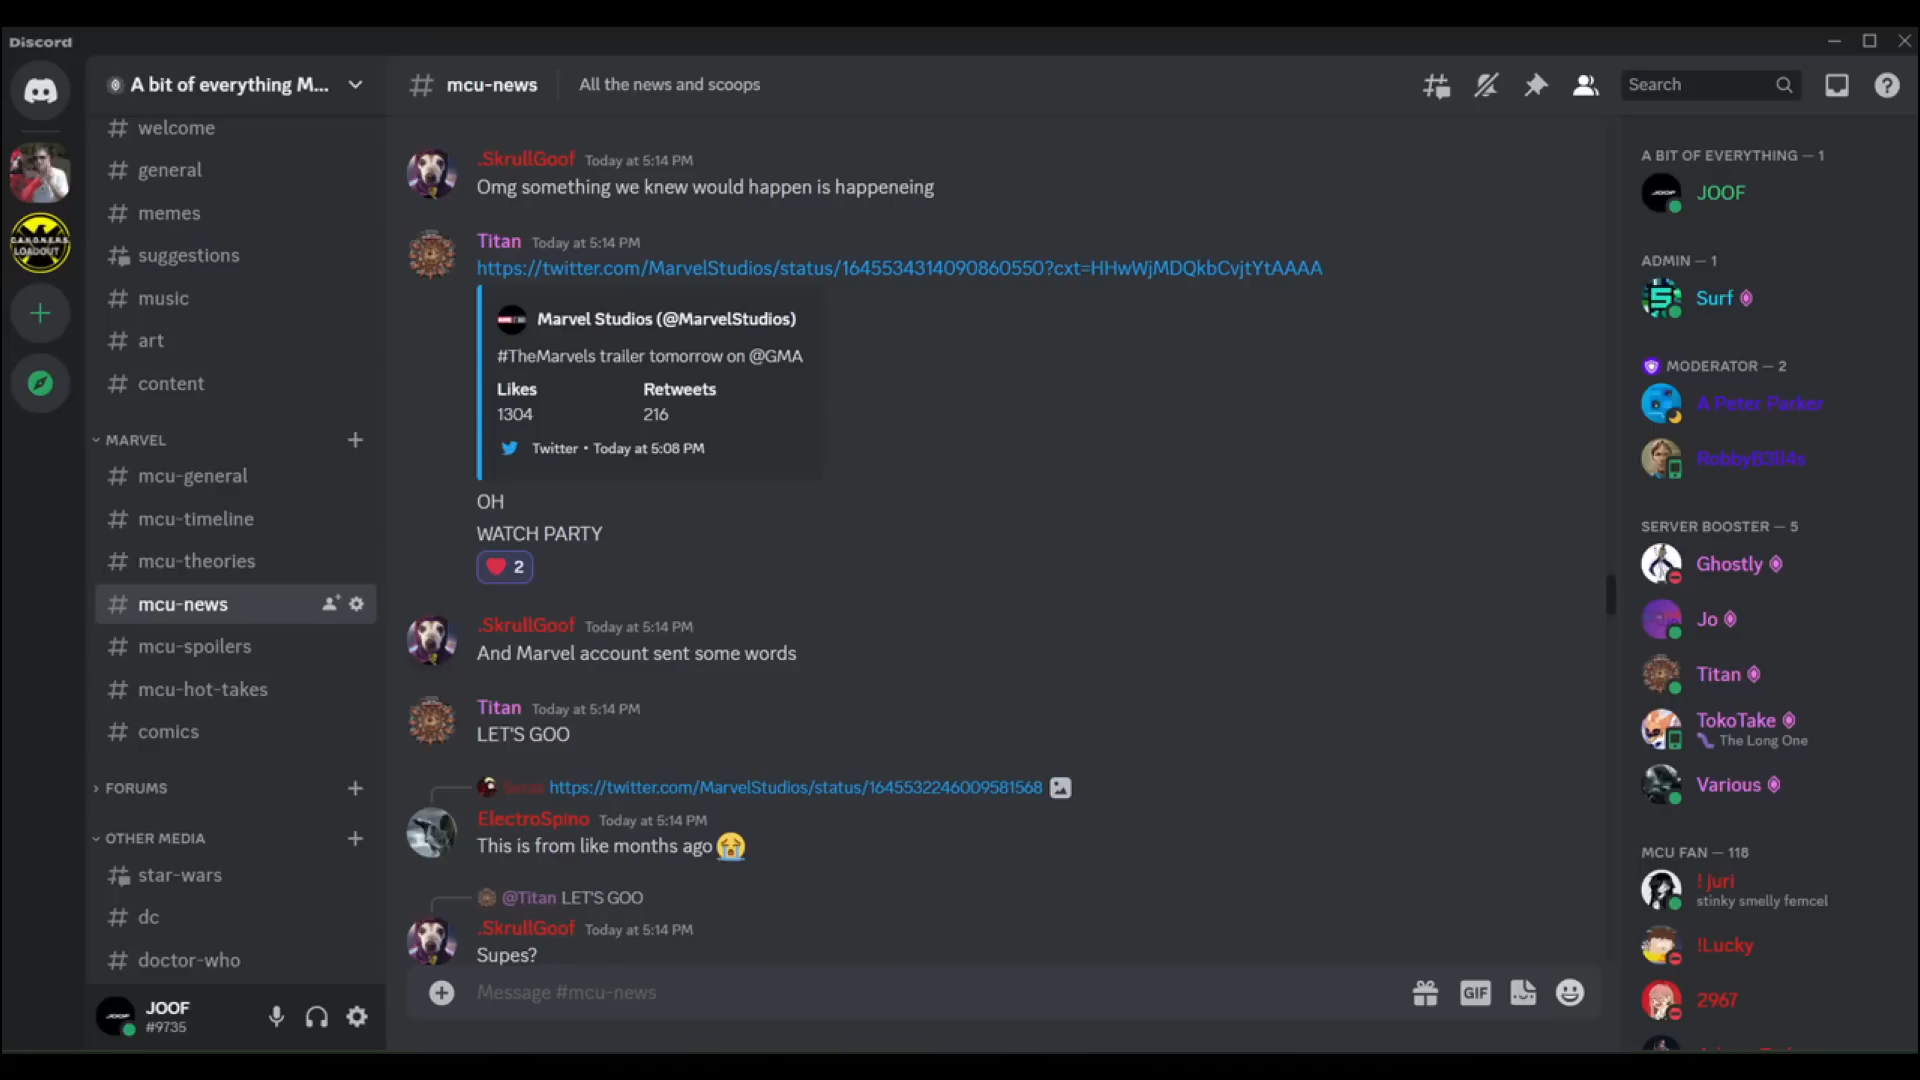 Discord
A bit of everything M...
# mcu-news
All the news and scoops
Search
# welcome
# general
# memes
suggestions
# music
# art
# content
MARVEL
# mcu-general
# mcu-timeline
# mcu-theories
# mcu-news
# mcu-spoilers
# mcu-hot-takes
# comics
FORUMS
OTHER MEDIA
star-wars
# dc
# doctor-who
JOOF
#9735
.SkrullGoof Today at 5:14 PM
Omg something we knew would happen is happeneing
Titan Today at 5:14 PM
https://twitter.com/MarvelStudios/status/1645534314090860550?cxt=HHwWjMDQkbCvjtYtAAAA
Marvel Studios (@MarvelStudios)
#TheMarvels trailer tomorrow on @GMA
Likes Retweets
1304 216
Twitter • Today at 5:08 PM
OH
WATCH PARTY
2
.SkrullGoof Today at 5:14 PM
And Marvel account sent some words
Titan Today at 5:14 PM
LET'S GOO
https://twitter.com/MarvelStudios/status/1645532246009581568
ElectroSpino Today at 5:14 PM
This is from like months ago 😭
@Titan LET'S GOO
.SkrullGoof Today at 5:14 PM
Supes?
Message #mcu-news
GIF
A BIT OF EVERYTHING — 1
JOOF
ADMIN — 1
Surf
MODERATOR — 2
A Peter Parker
RobbyB3ll4s
SERVER BOOSTER — 5
Ghostly
Jo
Titan
TokoTake
The Long One
Various
MCU FAN — 118
! juri
stinky smelly femcel
!Lucky
2967